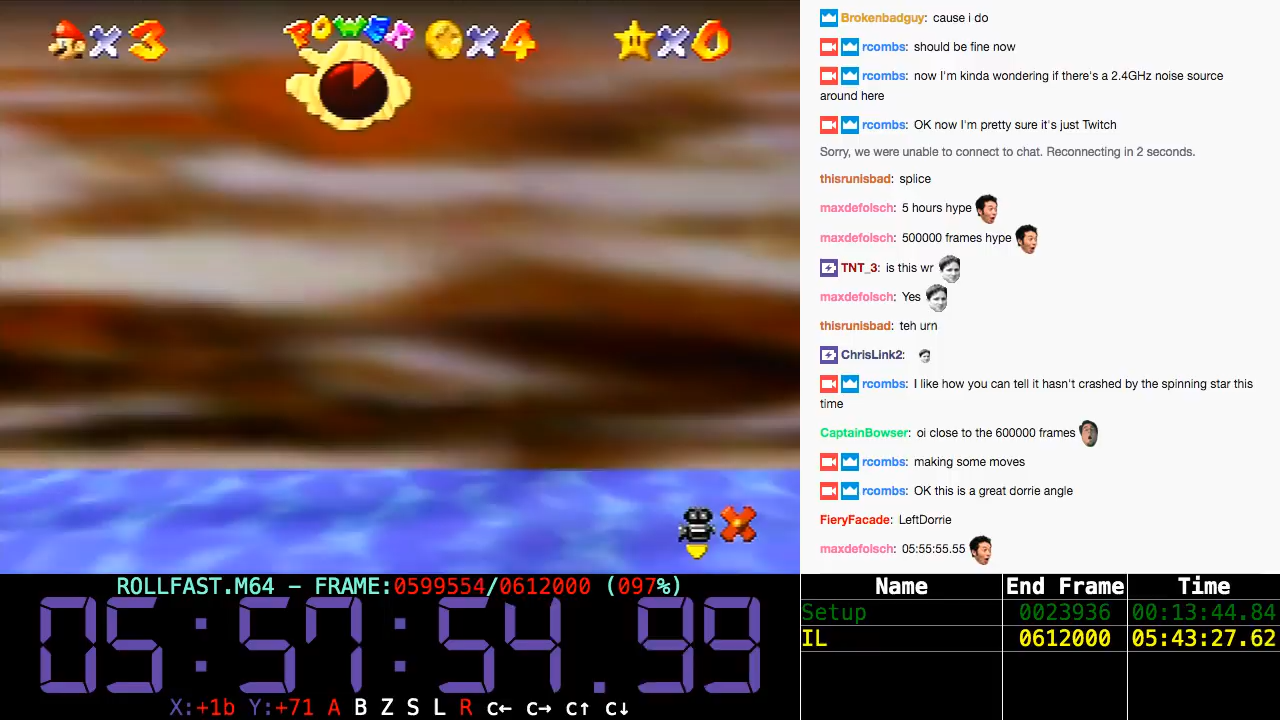 ×3
POWER
×4
×0
ROLLFAST.M64 – FRAME:0599554/0612000 (097%)
05:57:54.99
X:+1b Y:+71 A B Z S L R C← C→ C↑ C↓
Brokenbadguy: cause i do
rcombs: should be fine now
rcombs: now I'm kinda wondering if there's a 2.4GHz noise source
around here
rcombs: OK now I'm pretty sure it's just Twitch
Sorry, we were unable to connect to chat. Reconnecting in 2 seconds.
thisrunisbad: splice
maxdefolsch: 5 hours hype
maxdefolsch: 500000 frames hype
TNT_3: is this wr
maxdefolsch: Yes
thisrunisbad: teh urn
ChrisLink2:
rcombs: I like how you can tell it hasn't crashed by the spinning star this
time
CaptainBowser: oi close to the 600000 frames
rcombs: making some moves
rcombs: OK this is a great dorrie angle
FieryFacade: LeftDorrie
maxdefolsch: 05:55:55.55
Name End Frame Time
Setup 0023936 00:13:44.84
IL 0612000 05:43:27.62